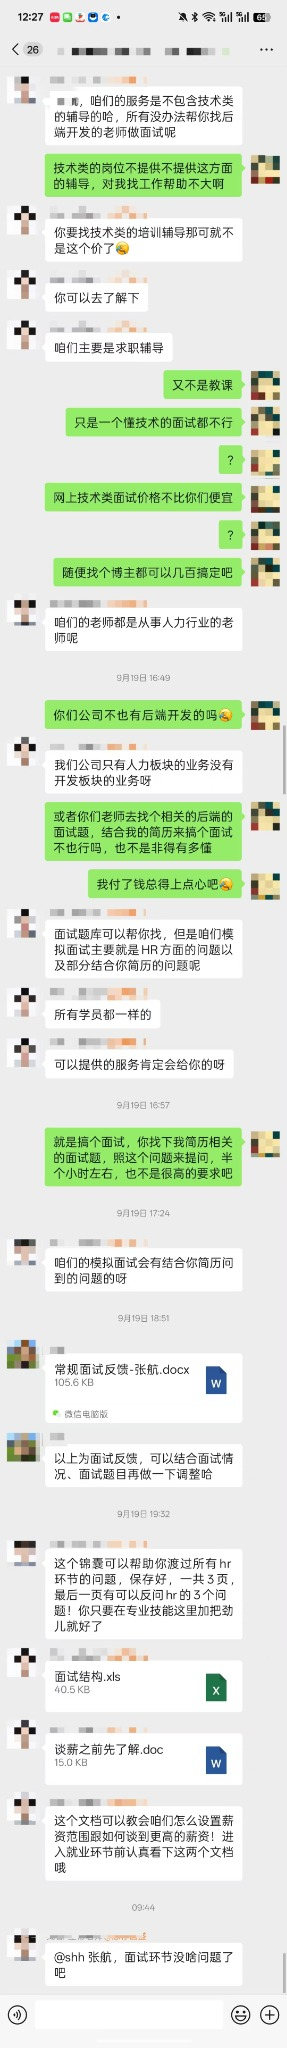 12:27
65
26
，咱们的服务是不包含技术类
的辅导的哈，所有没办法帮你找后
端开发的老师做面试呢
技术类的岗位不提供不提供这方面
的辅导，对我找工作帮助不大啊
你要找技术类的培训辅导那可就不
是这个价了
你可以去了解下
咱们主要是求职辅导
又不是教课
只是一个懂技术的面试都不行
?
网上技术类面试价格不比你们便宜
?
随便找个博主都可以几百搞定吧
咱们的老师都是从事人力行业的老
师呢
9月19日 16:49
你们公司不也有后端开发的吗
我们公司只有人力板块的业务没有
开发板块的业务呀
或者你们老师去找个相关的后端的
面试题，结合我的简历来搞个面试
不也行吗，也不是非得有多懂
我付了钱总得上点心吧
面试题库可以帮你找，但是咱们模
拟面试主要就是HR方面的问题以
及部分结合你简历的问题呢
所有学员都一样的
可以提供的服务肯定会给你的呀
9月19日 16:57
就是搞个面试，你找下我简历相关
的面试题，照这个问题来提问，半
个小时左右，也不是很高的要求吧
9月19日 17:24
咱们的模拟面试会有结合你简历问
到的问题的呀
9月19日 18:51
常规面试反馈-张航.docx
105.6 KB
W
微信电脑版
以上为面试反馈，可以结合面试情
况、面试题目再做一下调整哈
9月19日 19:32
这个锦囊可以帮助你渡过所有hr
环节的问题，保存好，一共3页，
最后一页有可以反问hr的3个问
题！你只要在专业技能这里加把劲
儿就好了
面试结构.xls
40.5 KB
X
谈薪之前先了解.doc
15.0 KB
W
这个文档可以教会咱们怎么设置薪
资范围跟如何谈到更高的薪资！进
入就业环节前认真看下这两个文档
哦
09:44
@shh 张航，面试环节没啥问题了
吧